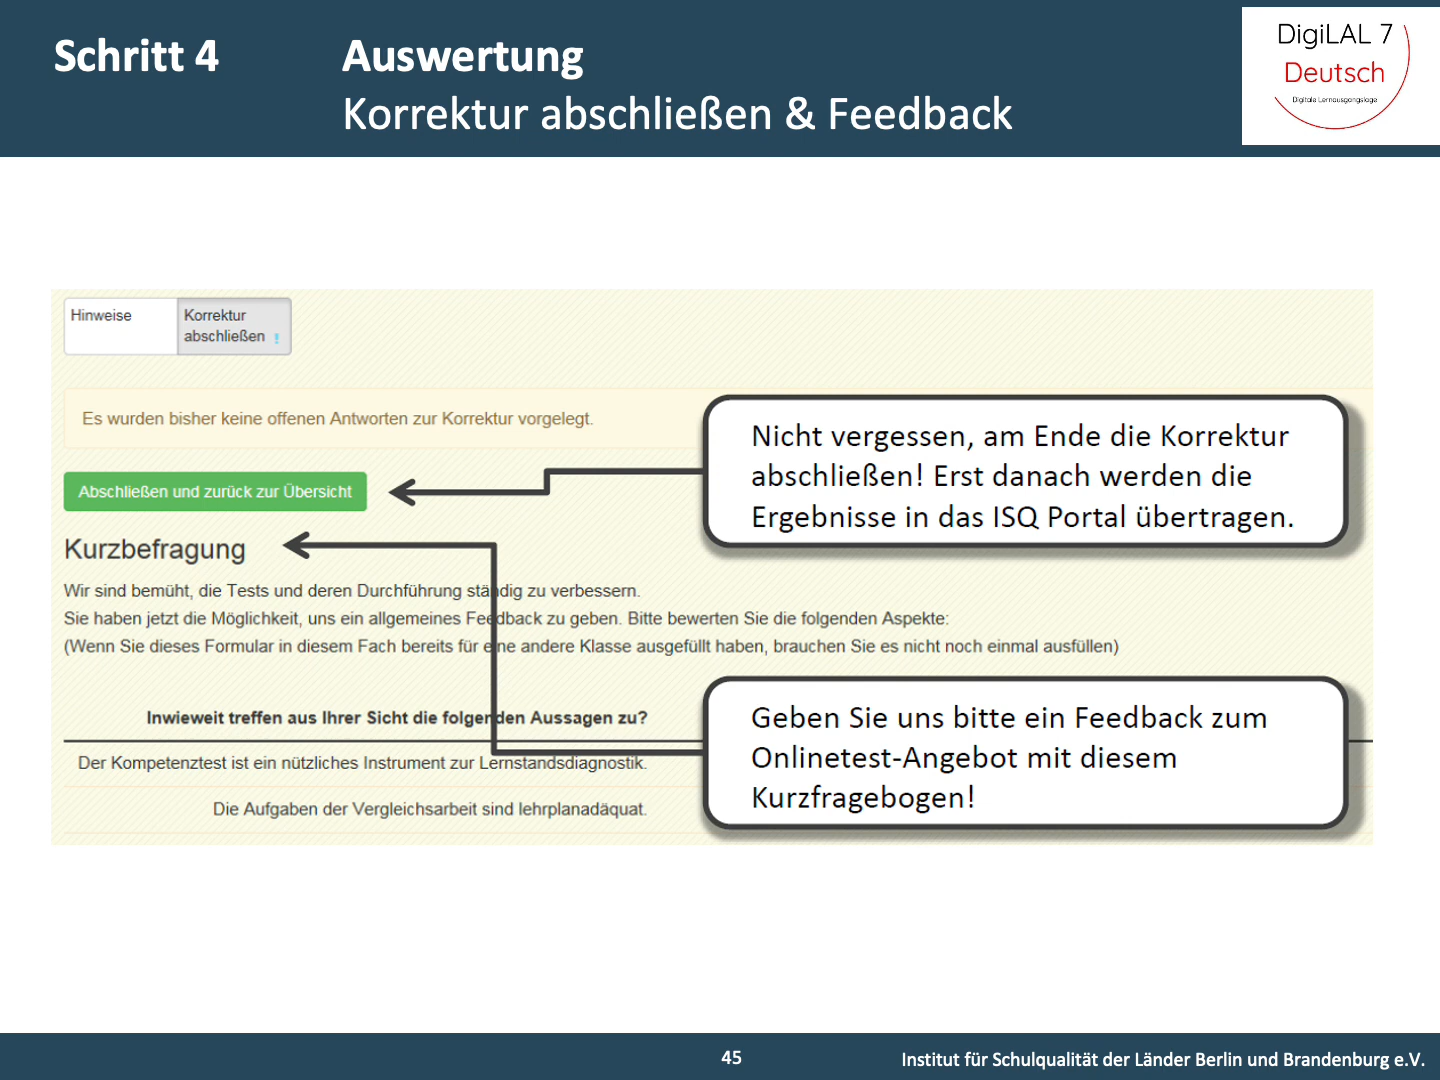 Schritt 4
Auswertung
Korrektur abschließen & Feedback
DigiLAL 7
Deutsch
Digitale Lernausgangslage
Hinweise
Korrektur
abschließen !
Es wurden bisher keine offenen Antworten zur Korrektur vorgelegt.
Nicht vergessen, am Ende die Korrektur
abschließen! Erst danach werden die
Ergebnisse in das ISQ Portal übertragen.
Abschließen und zurück zur Übersicht
Kurzbefragung
Wir sind bemüht, die Tests und deren Durchführung ständig zu verbessern.
Sie haben jetzt die Möglichkeit, uns ein allgemeines Feedback zu geben. Bitte bewerten Sie die folgenden Aspekte:
(Wenn Sie dieses Formular in diesem Fach bereits für eine andere Klasse ausgefüllt haben, brauchen Sie es nicht noch einmal ausfüllen)
Inwieweit treffen aus Ihrer Sicht die folgenden Aussagen zu?
Der Kompetenztest ist ein nützliches Instrument zur Lernstandsdiagnostik.
Die Aufgaben der Vergleichsarbeit sind lehrplanadäquat.
Geben Sie uns bitte ein Feedback zum
Onlinetest-Angebot mit diesem
Kurzfragebogen!
45
Institut für Schulqualität der Länder Berlin und Brandenburg e.V.